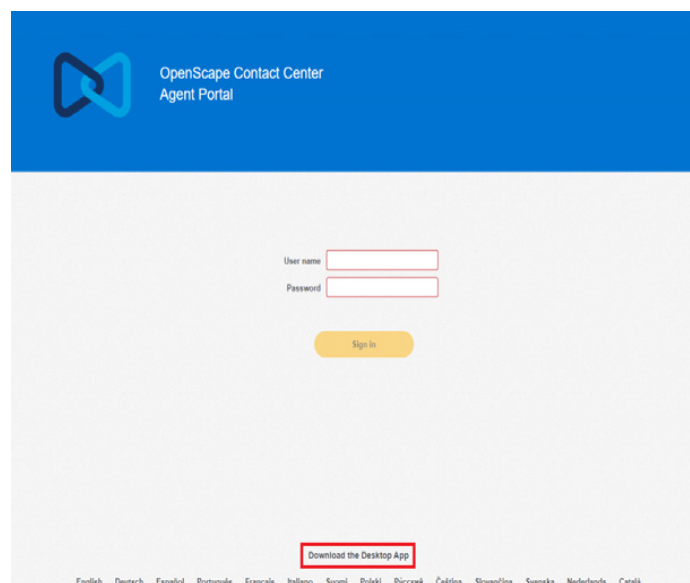 OpenScape Contact Center
Agent Portal
User name
Password
Sign in
Download the Desktop App
English Deutsch Español Português Français Italiano Suomi Polski Русский Čeština Slovenčina Svenska Nederlands Català